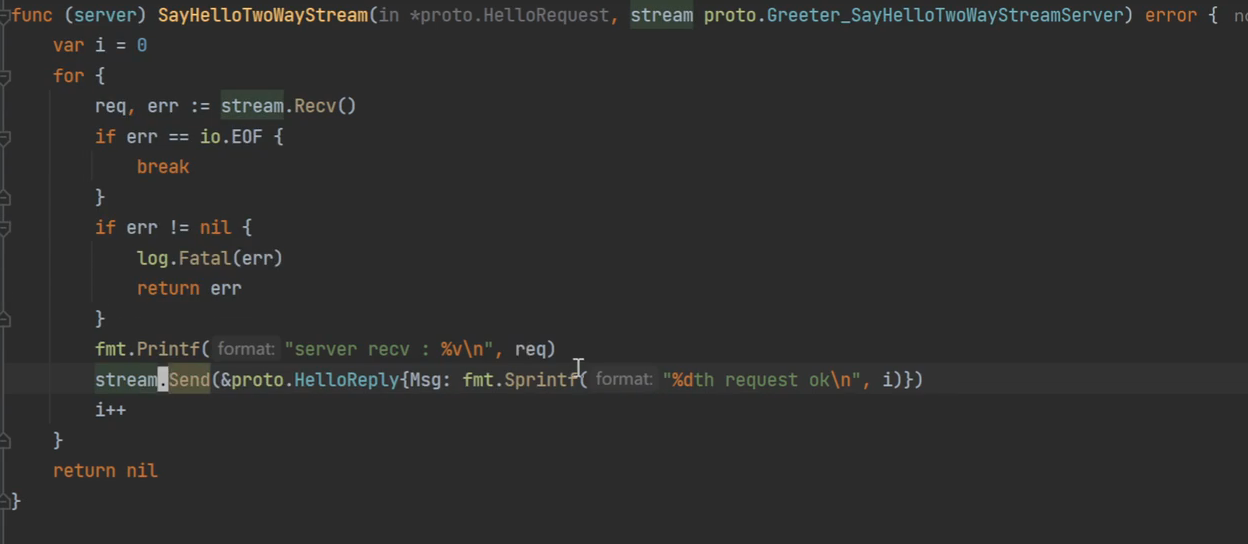 func (server) SayHelloTwoWayStream(in *proto.HelloRequest, stream proto.Greeter_SayHelloTwoWayStreamServer) error {
    var i = 0
    for {
        req, err := stream.Recv()
        if err == io.EOF {
            break
        }
        if err != nil {
            log.Fatal(err)
            return err
        }
        fmt.Printf( format: "server recv : %v\n", req)
        stream.Send(&proto.HelloReply{Msg: fmt.Sprintf( format: "%dth request ok\n", i)})
        i++
    }
    return nil
}